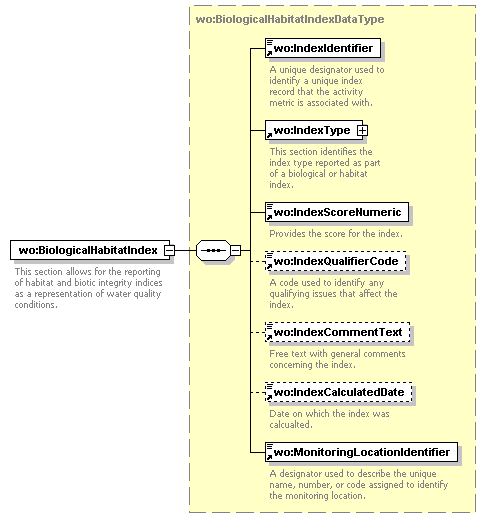 wo:BiologicalHabitatIndexDataType
wo:IndexIdentifier
A unique designator used to
identify a unique index
record that the activity
metric is associated with.
wo:IndexType
This section identifies the
index type reported as part
of a biological or habitat
index.
wo:IndexScoreNumeric
Provides the score for the index.
wo:BiologicalHabitatIndex
This section allows for the reporting
of habitat and biotic integrity indices
as a representation of water quality
conditions.
wo:IndexQualifierCode
A code used to identify any
qualifying issues that affect the
index.
wo:IndexCommentText
Free text with general comments
concerning the index.
wo:IndexCalculatedDate
Date on which the index was
calcualted.
wo:MonitoringLocationIdentifier
A designator used to describe the unique
name, number, or code assigned to identify
the monitoring location.